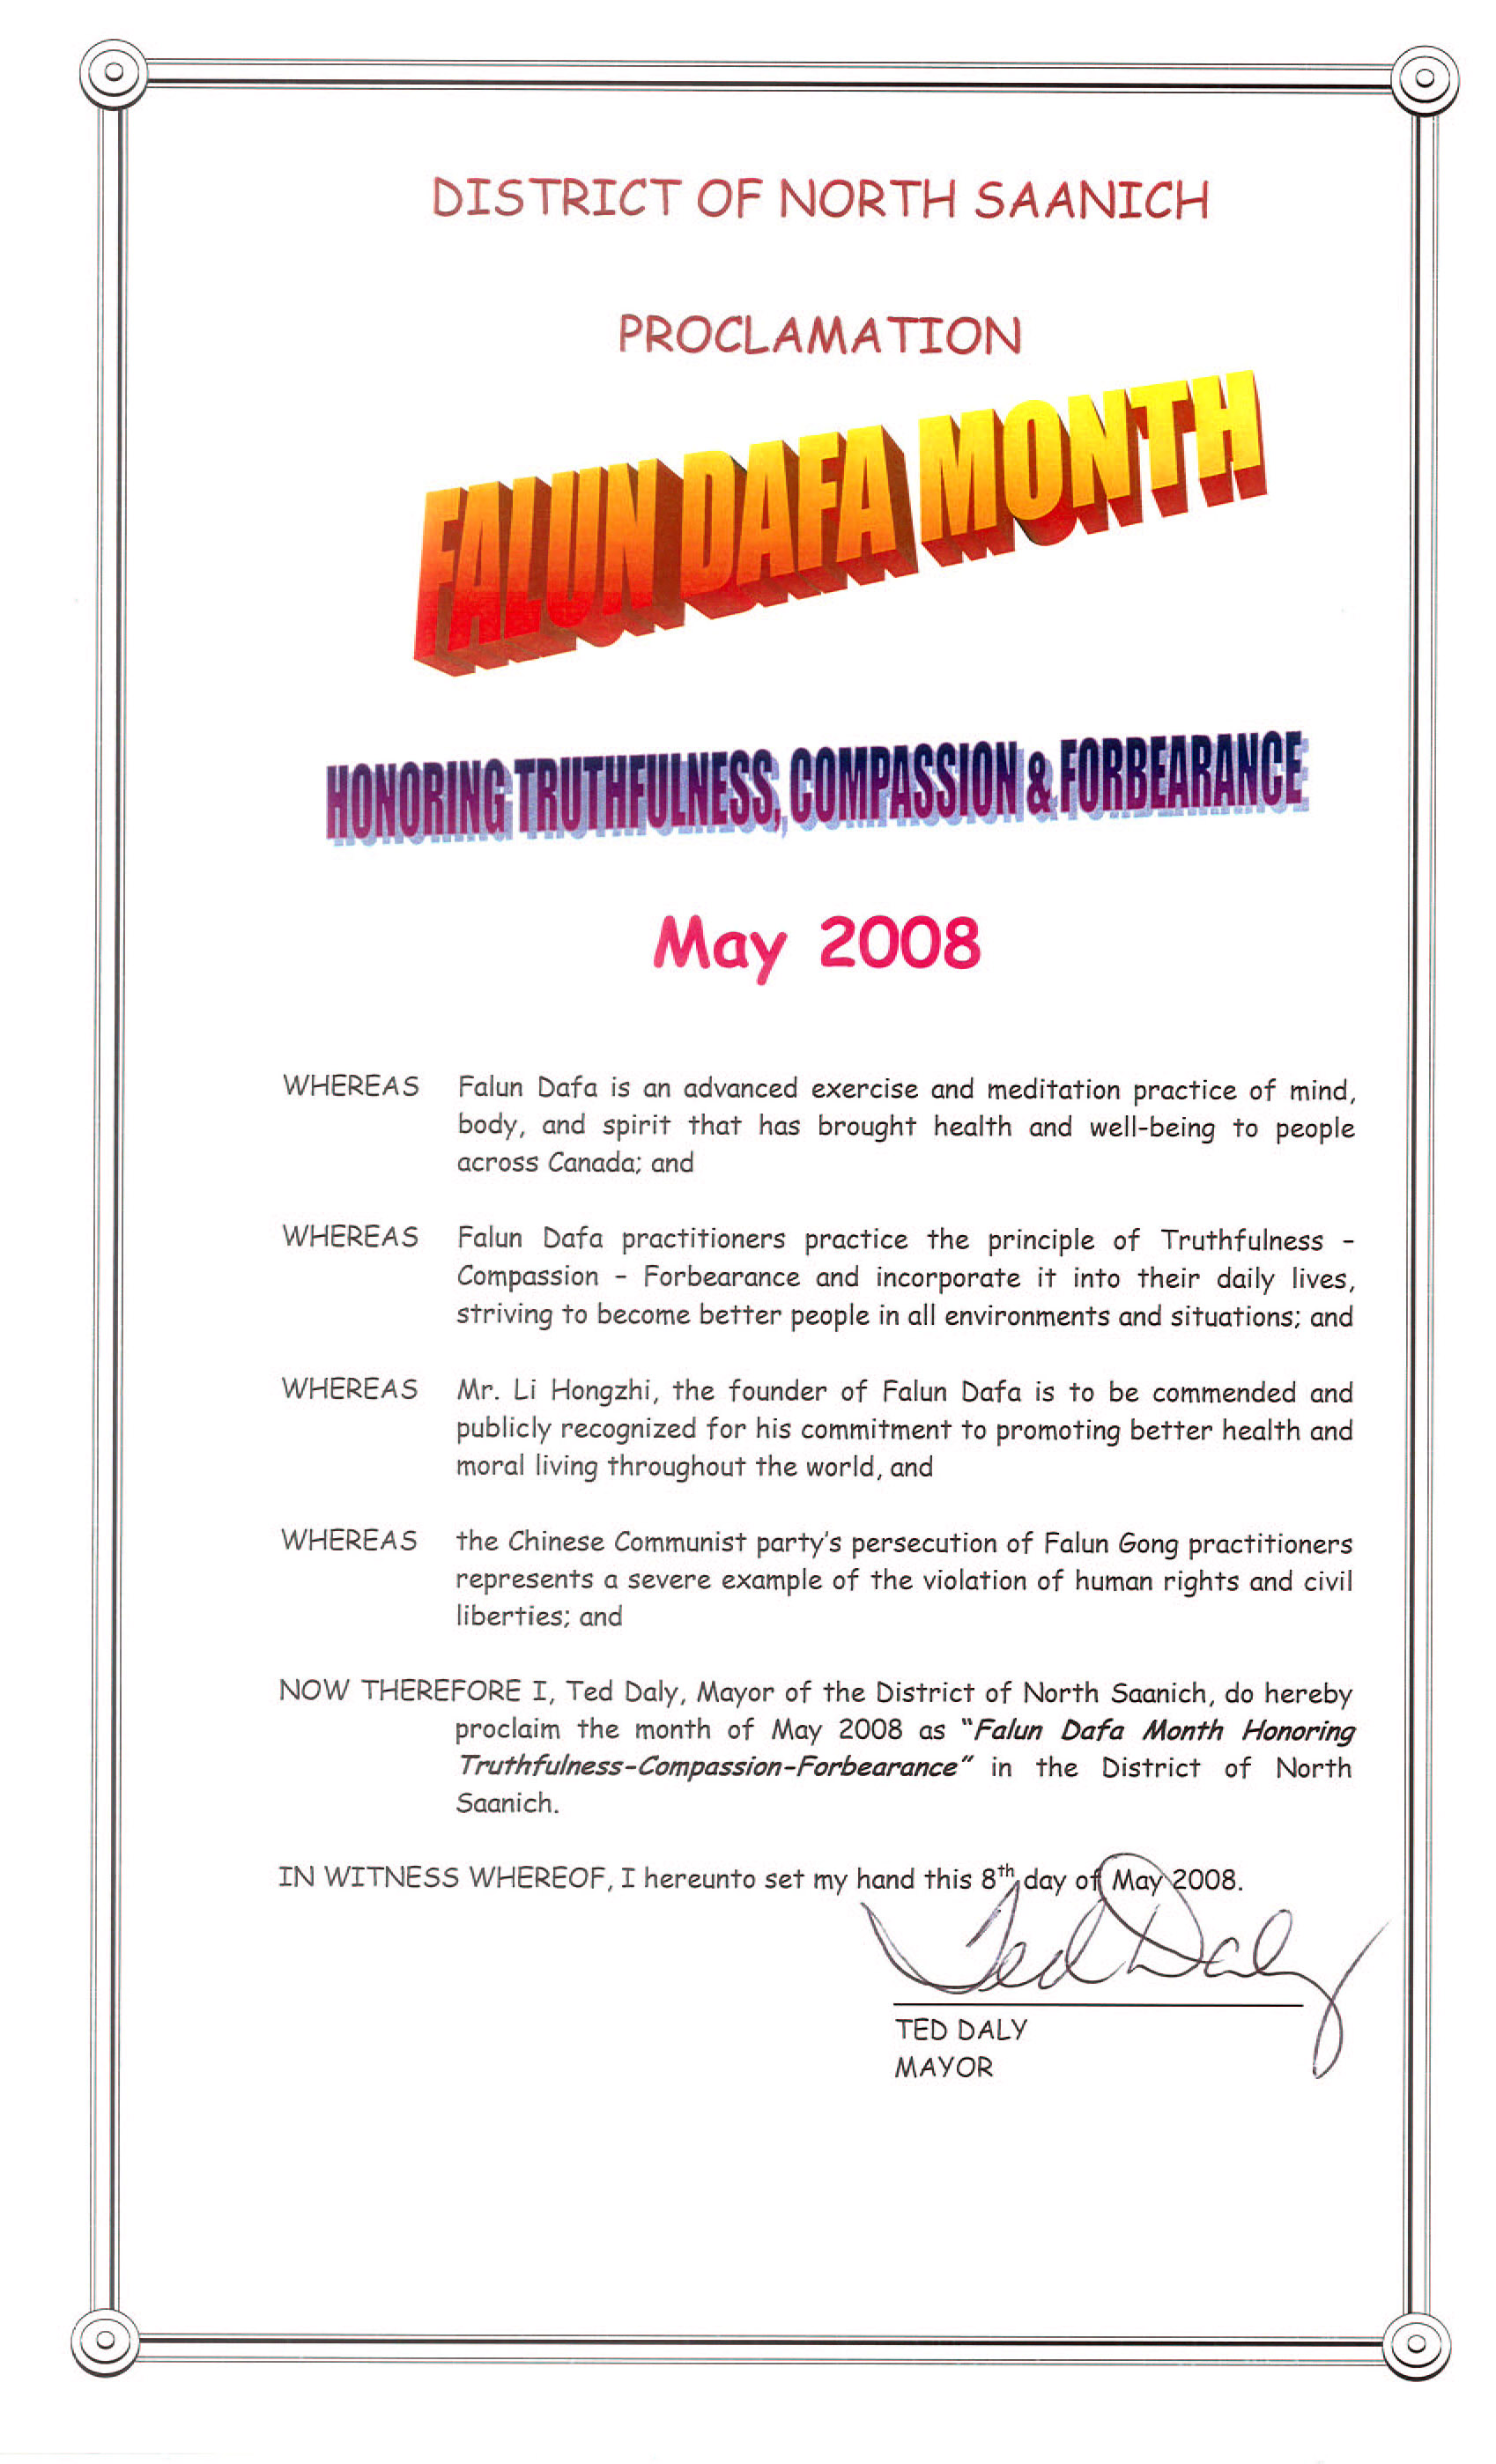 DISTRICT OF NORTH SAANICH
PROCLAMATION
FALUN DAFA MONTH
HONORING TRUTHFULNESS, COMPASSION & FORBEARANCE
May 2008
WHEREAS Falun Dafa is an advanced exercise and meditation practice of mind,
body, and spirit that has brought health and well-being to people
across Canada; and
WHEREAS Falun Dafa practitioners practice the principle of Truthfulness -
Compassion - Forbearance and incorporate it into their daily lives,
striving to become better people in all environments and situations; and
WHEREAS Mr. Li Hongzhi, the founder of Falun Dafa is to be commended and
publicly recognized for his commitment to promoting better health and
moral living throughout the world, and
WHEREAS the Chinese Communist party's persecution of Falun Gong practitioners
represents a severe example of the violation of human rights and civil
liberties; and
NOW THEREFORE I, Ted Daly, Mayor of the District of North Saanich, do hereby
proclaim the month of May 2008 as "Falun Dafa Month Honoring
Truthfulness-Compassion-Forbearance" in the District of North
Saanich.
IN WITNESS WHEREOF, I hereunto set my hand this 8th day of May 2008.
Ted Daly
TED DALY
MAYOR